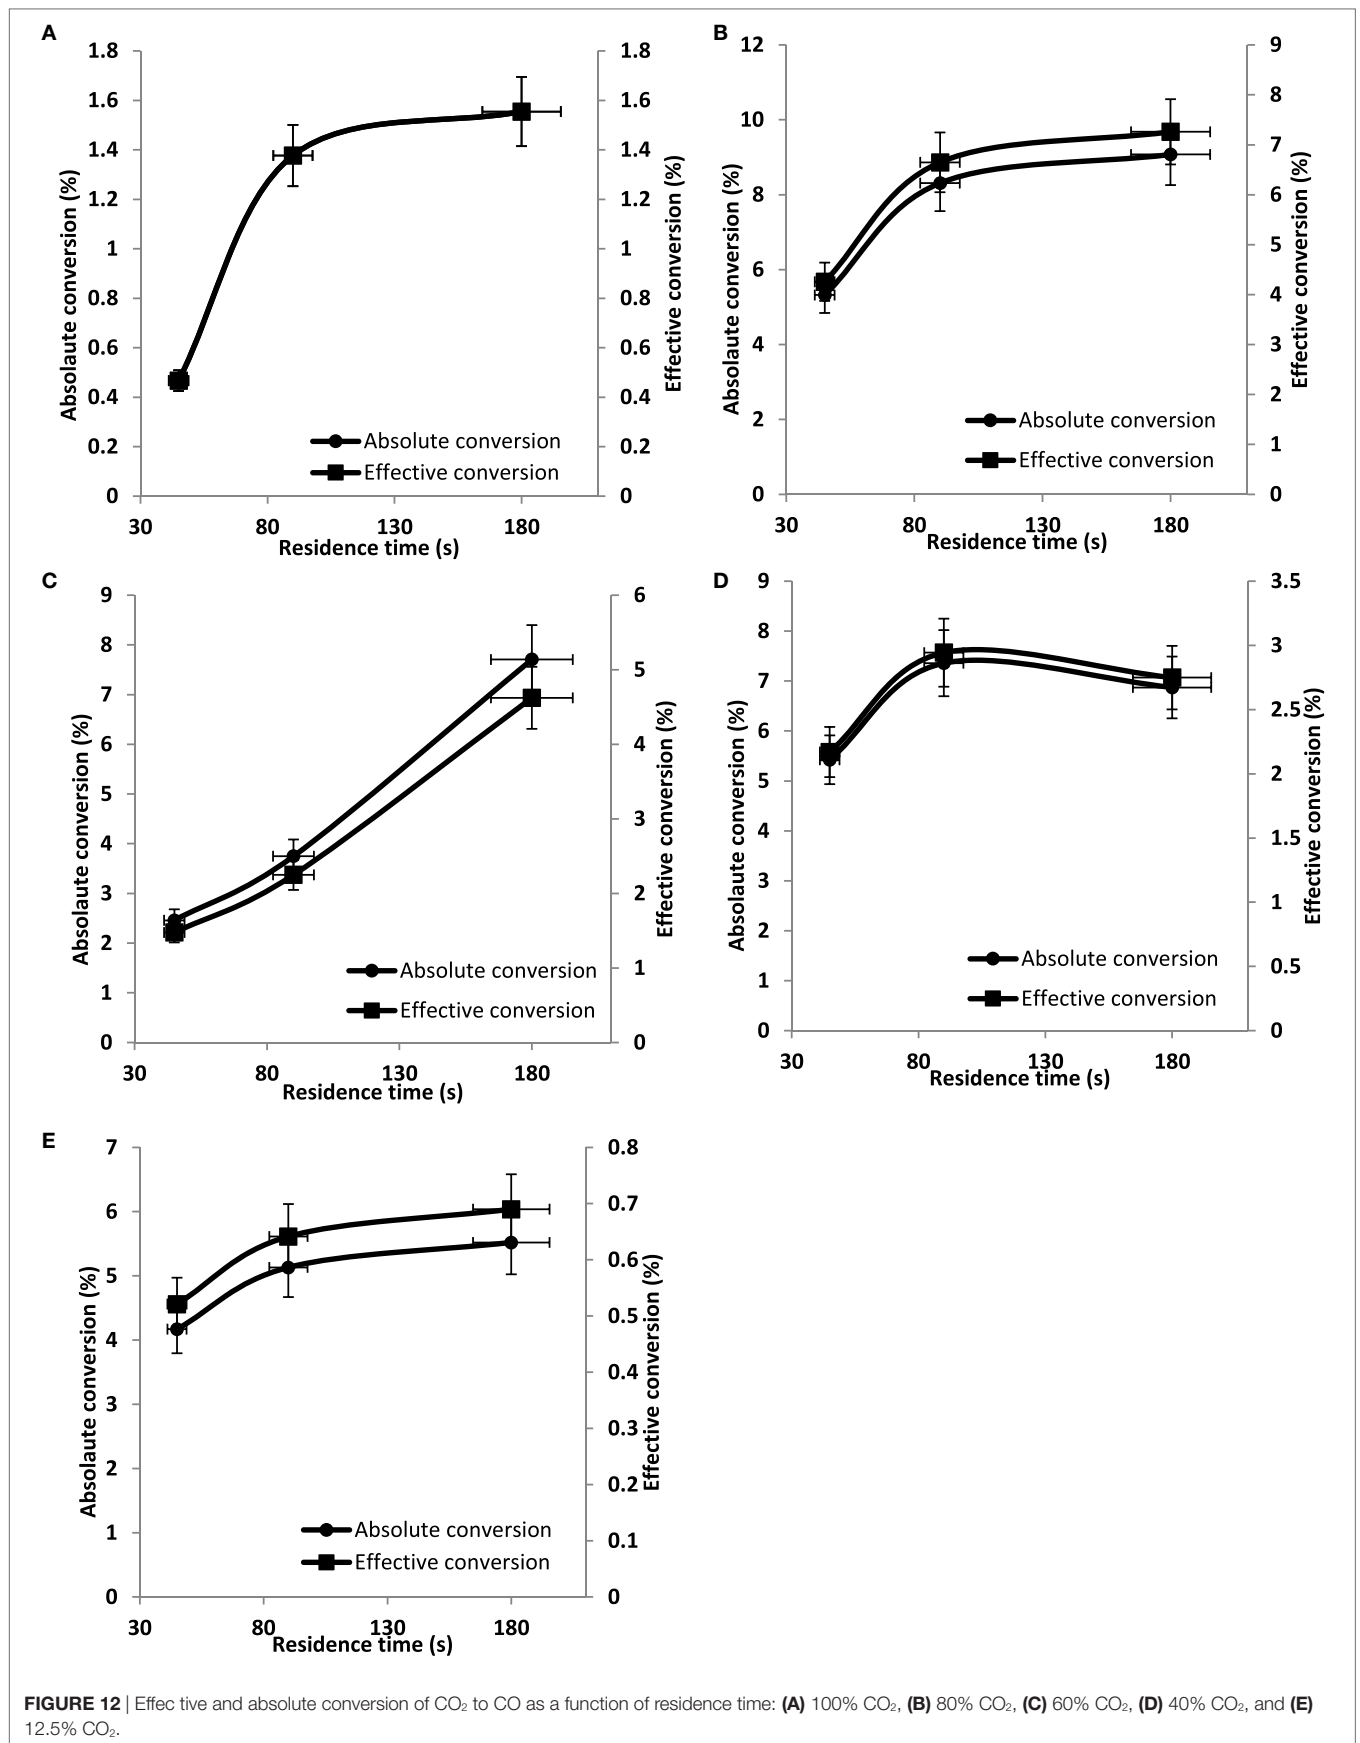 A
B
1.8
1.6
1.4
1.2
1
0.8
0.6
0.4
0.2
0
Absolaute conversion (%)
1.8
1.6
1.4
1.2
1
0.8
0.6
0.4
0.2
0
Effective conversion (%)
Absolute conversion
Effective conversion
30 80 130 180
Residence time (s)
12
10
8
6
4
2
0
Absolaute conversion (%)
9
8
7
6
5
4
3
2
1
0
Effective conversion (%)
Absolute conversion
Effective conversion
30 80 130 180
Residence time (s)
C
D
9
8
7
6
5
4
3
2
1
0
Absolaute conversion (%)
6
5
4
3
2
1
0
Effective conversion (%)
Absolute conversion
Effective conversion
30 80 130 180
Residence time (s)
9
8
7
6
5
4
3
2
1
0
Absolaute conversion (%)
3.5
3
2.5
2
1.5
1
0.5
0
Effective conversion (%)
Absolute conversion
Effective conversion
30 80 130 180
Residence time (s)
E
7
6
5
4
3
2
1
0
Absolaute conversion (%)
0.8
0.7
0.6
0.5
0.4
0.3
0.2
0.1
0
Effective conversion (%)
Absolute conversion
Effective conversion
30 80 130 180
Residence time (s)
FIGURE 12 | Effec tive and absolute conversion of CO₂ to CO as a function of residence time: (A) 100% CO₂, (B) 80% CO₂, (C) 60% CO₂, (D) 40% CO₂, and (E)
12.5% CO₂.